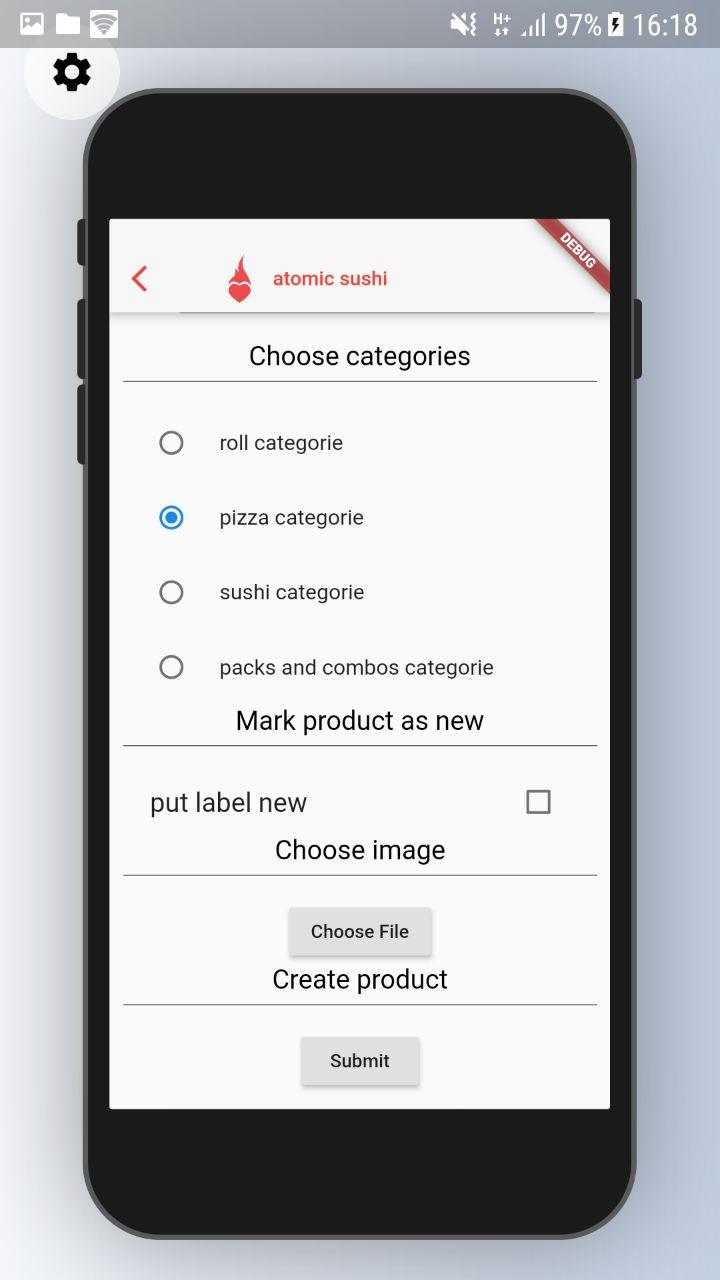 H+ 97% 16:18
DEBUG
atomic sushi
Choose categories
roll categorie
pizza categorie
sushi categorie
packs and combos categorie
Mark product as new
put label new
Choose image
Choose File
Create product
Submit